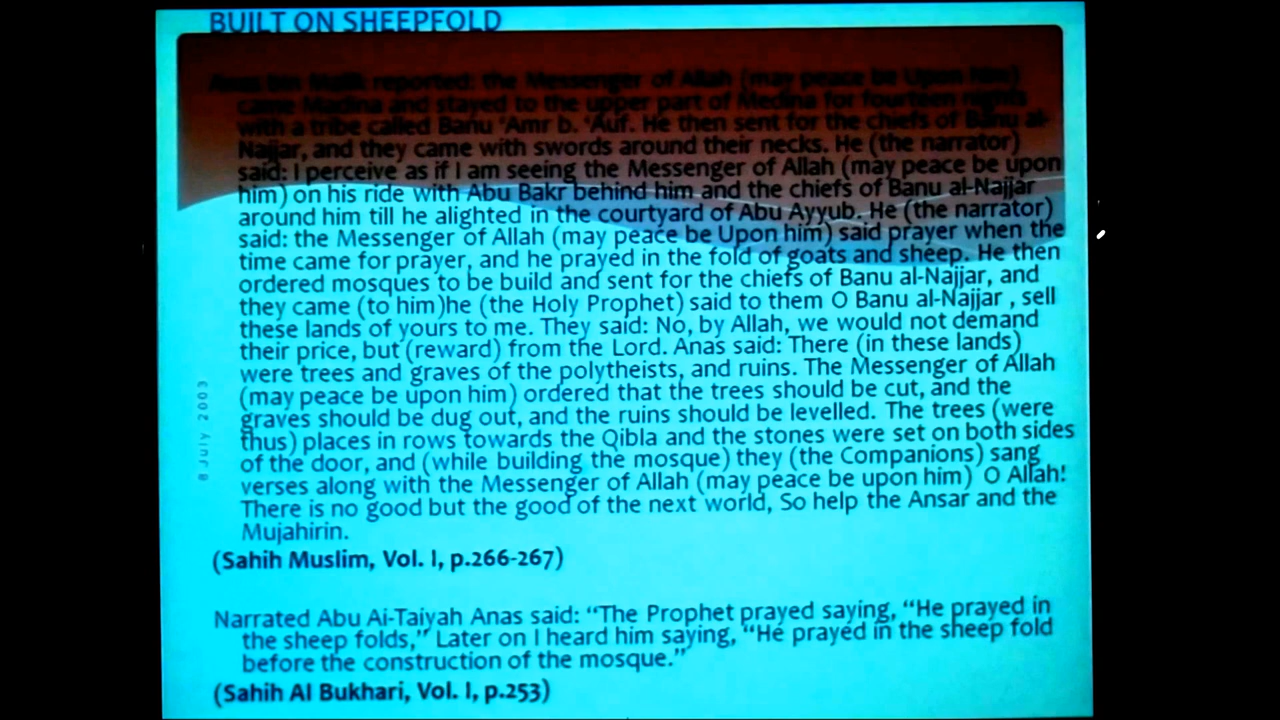 BUILT ON SHEEPFOLD
Anas bin Malik reported: the Messenger of Allah (may peace be Upon him)
came Madina and stayed to the upper part of Medina for fourteen nights
with a tribe called Banu 'Amr b. 'Auf. He then sent for the chiefs of Banu al-
Najjar, and they came with swords around their necks. He (the narrator)
said: I perceive as if I am seeing the Messenger of Allah (may peace be upon
him) on his ride with Abu Bakr behind him and the chiefs of Banu al-Najjar
around him till he alighted in the courtyard of Abu Ayyub. He (the narrator)
said: the Messenger of Allah (may peace be Upon him) said prayer when the
time came for prayer, and he prayed in the fold of goats and sheep. He then
ordered mosques to be build and sent for the chiefs of Banu al-Najjar, and
they came (to him)he (the Holy Prophet) said to them O Banu al-Najjar , sell
these lands of yours to me. They said: No, by Allah, we would not demand
their price, but (reward) from the Lord. Anas said: There (in these lands)
were trees and graves of the polytheists, and ruins. The Messenger of Allah
(may peace be upon him) ordered that the trees should be cut, and the
graves should be dug out, and the ruins should be levelled. The trees (were
thus) places in rows towards the Qibla and the stones were set on both sides
of the door, and (while building the mosque) they (the Companions) sang
verses along with the Messenger of Allah (may peace be upon him) O Allah!
There is no good but the good of the next world, So help the Ansar and the
Mujahirin.
(Sahih Muslim, Vol. I, p.266-267)
Narrated Abu Ai-Taiyah Anas said: “The Prophet prayed saying, “He prayed in
the sheep folds,” Later on I heard him saying, “He prayed in the sheep fold
before the construction of the mosque.”
(Sahih Al Bukhari, Vol. I, p.253)
8 July 2003